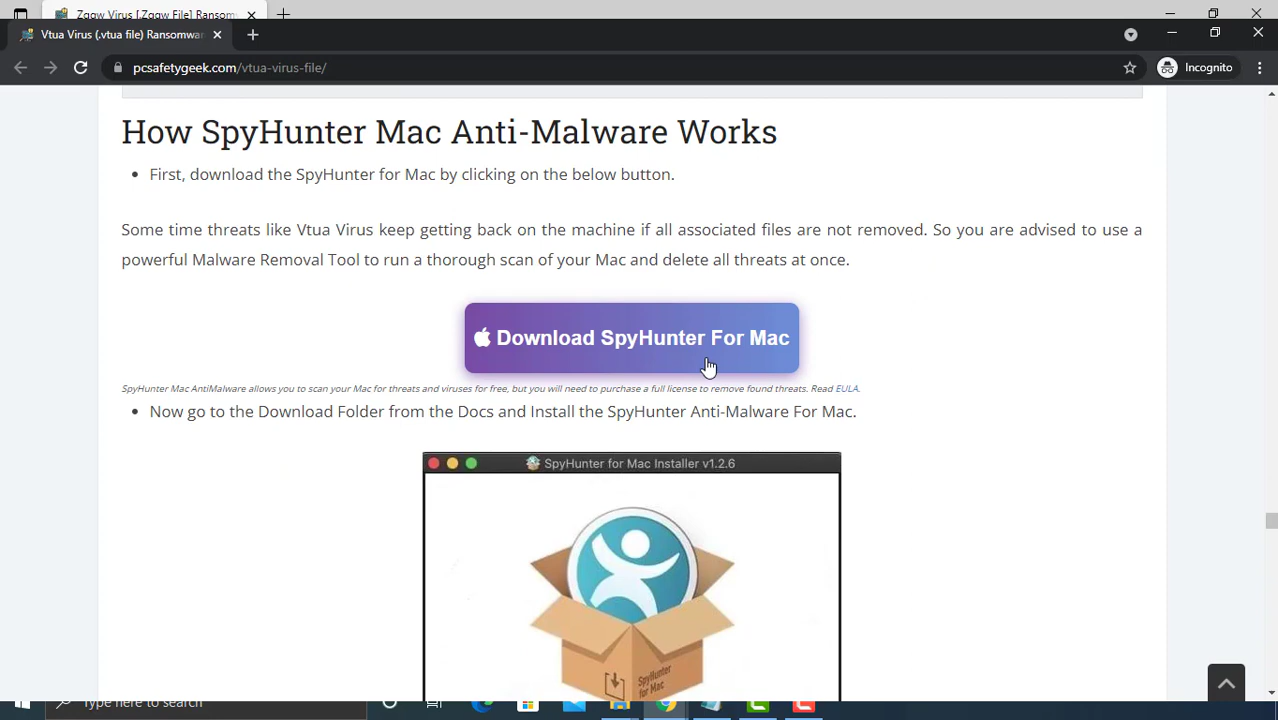 Zqqw Virus [.Zqqw File] Ransom
Vtua Virus (.vtua file) Ransomwar
pcsafetygeek.com/vtua-virus-file/
Incognito
How SpyHunter Mac Anti-Malware Works
• First, download the SpyHunter for Mac by clicking on the below button.
Some time threats like Vtua Virus keep getting back on the machine if all associated files are not removed. So you are advised to use a
powerful Malware Removal Tool to run a thorough scan of your Mac and delete all threats at once.
Download SpyHunter For Mac
SpyHunter Mac AntiMalware allows you to scan your Mac for threats and viruses for free, but you will need to purchase a full license to remove found threats. Read EULA.
• Now go to the Download Folder from the Docs and Install the SpyHunter Anti-Malware For Mac.
SpyHunter for Mac Installer v1.2.6
SpyHunter
for Mac
Type here to search